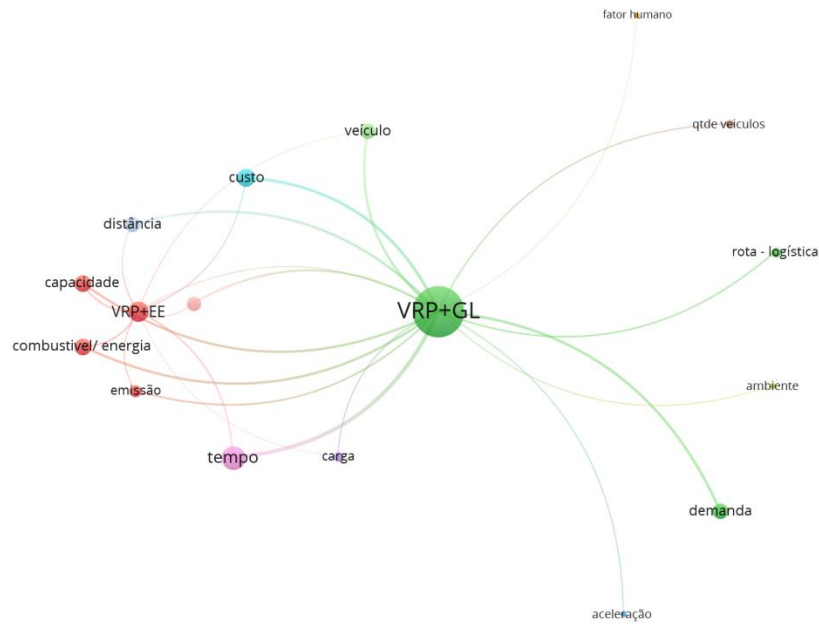 fator humano
qtde veiculos
veículo
custo
distância
rota - logística
capacidade
VRP+EE
VRP+GL
combustivel/ energia
ambiente
emissão
tempo
carga
demanda
aceleração